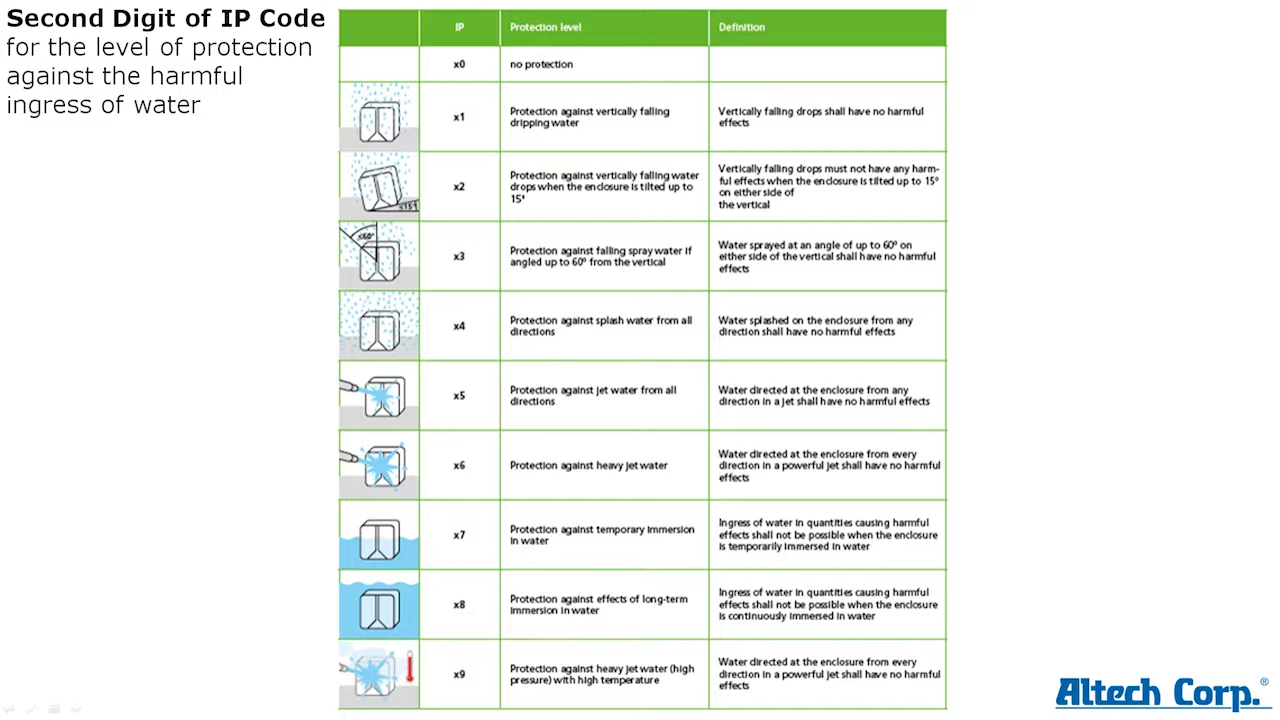 Second Digit of IP Code
for the level of protection
against the harmful
ingress of water
IP
Protection level
Definition
x0
no protection
x1
Protection against vertically falling
dripping water
Vertically falling drops shall have no harmful
effects
x2
Protection against vertically falling water
drops when the enclosure is tilted up to
15°
Vertically falling drops must not have any harm-
ful effects when the enclosure is tilted up to 15°
on either side of
the vertical
≤15°
x3
Protection against falling spray water if
angled up to 60° from the vertical
Water sprayed at an angle of up to 60° on
either side of the vertical shall have no harmful
effects
≤60°
x4
Protection against splash water from all
directions
Water splashed on the enclosure from any
direction shall have no harmful effects
x5
Protection against jet water from all
directions
Water directed at the enclosure from any
direction in a jet shall have no harmful effects
x6
Protection against heavy jet water
Water directed at the enclosure from every
direction in a powerful jet shall have no harmful
effects
x7
Protection against temporary immersion
in water
Ingress of water in quantities causing harmful
effects shall not be possible when the enclosure
is temporarily immersed in water
x8
Protection against effects of long-term
immersion in water
Ingress of water in quantities causing harmful
effects shall not be possible when the enclosure
is continuously immersed in water
x9
Protection against heavy jet water (high
pressure) with high temperature
Water directed at the enclosure from every
direction in a powerful jet shall have no harmful
effects
Altech Corp.®